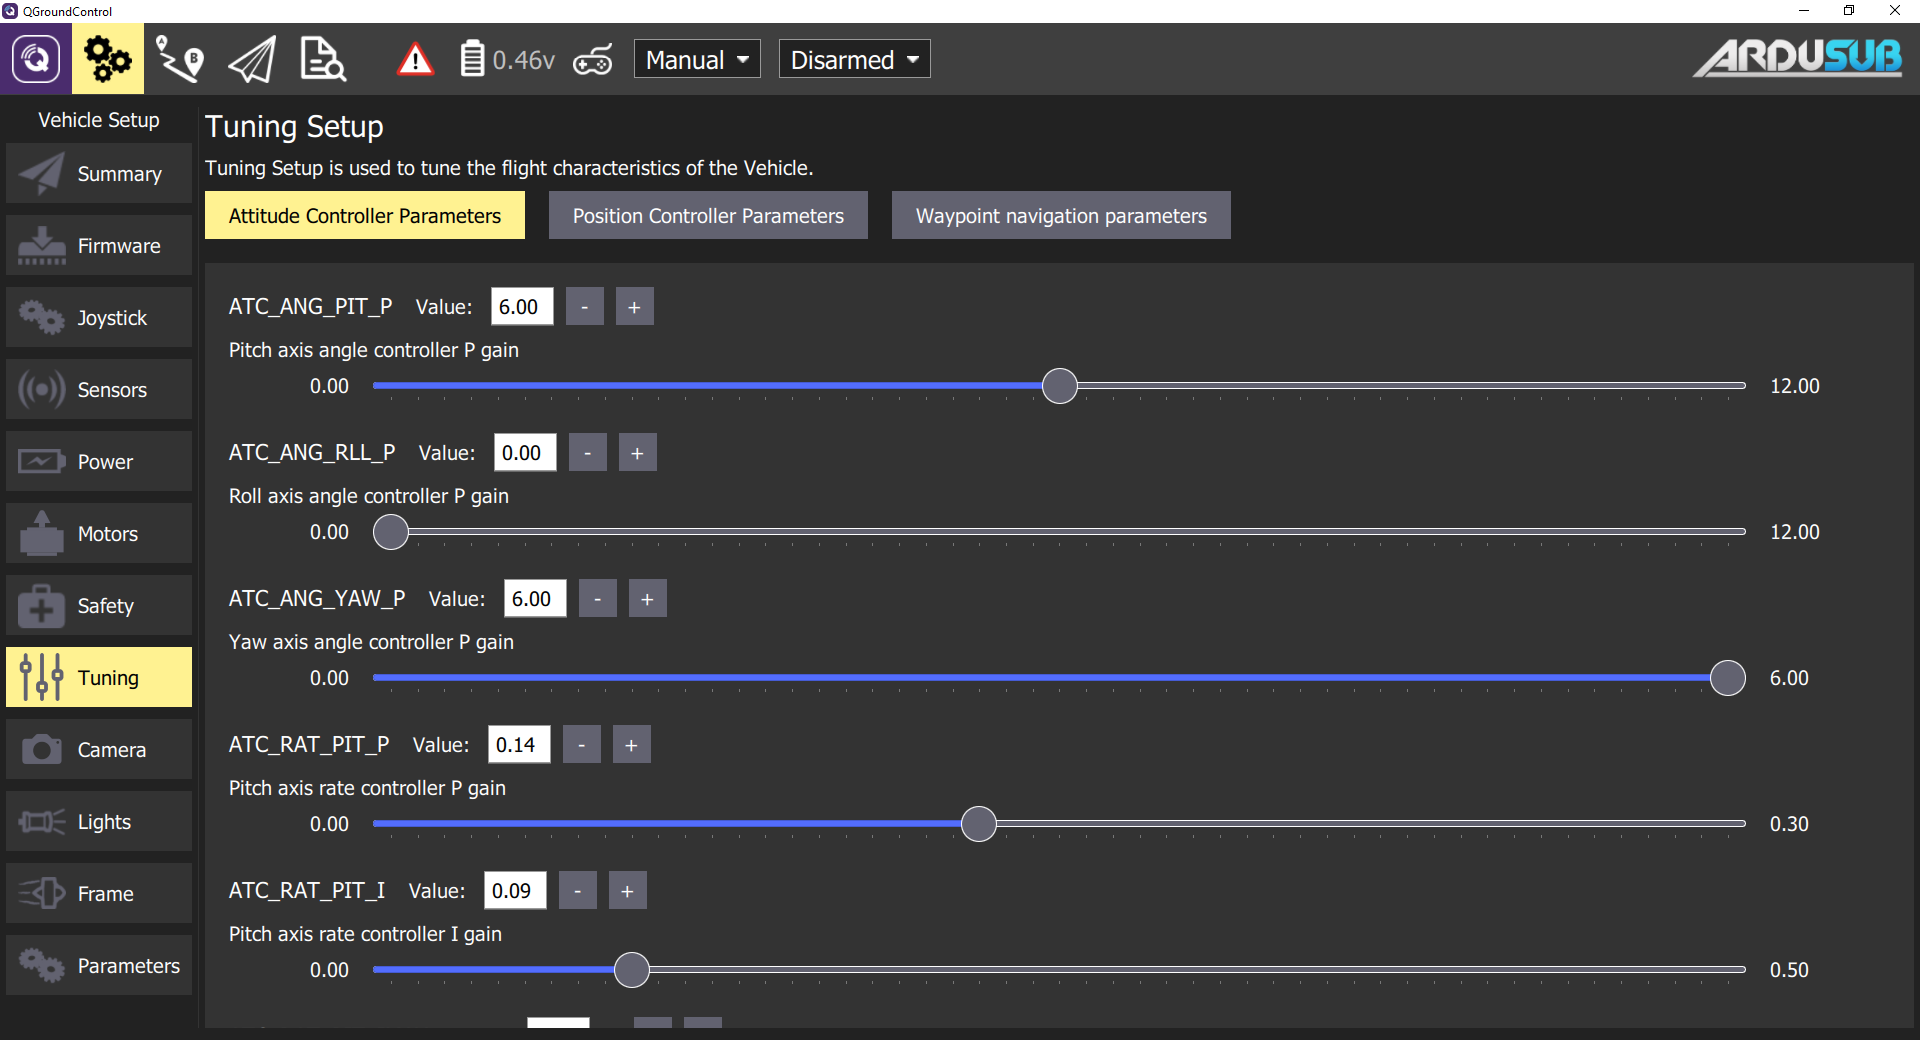 QGroundControl
0.46v
Manual
Disarmed
ARDUSUB
Vehicle Setup
Summary
Firmware
Joystick
Sensors
Power
Motors
Safety
Tuning
Camera
Lights
Frame
Parameters
Tuning Setup
Tuning Setup is used to tune the flight characteristics of the Vehicle.
Attitude Controller Parameters
Position Controller Parameters
Waypoint navigation parameters
ATC_ANG_PIT_P Value: 6.00 - +
Pitch axis angle controller P gain
0.00 12.00
ATC_ANG_RLL_P Value: 0.00 - +
Roll axis angle controller P gain
0.00 12.00
ATC_ANG_YAW_P Value: 6.00 - +
Yaw axis angle controller P gain
0.00 6.00
ATC_RAT_PIT_P Value: 0.14 - +
Pitch axis rate controller P gain
0.00 0.30
ATC_RAT_PIT_I Value: 0.09 - +
Pitch axis rate controller I gain
0.00 0.50